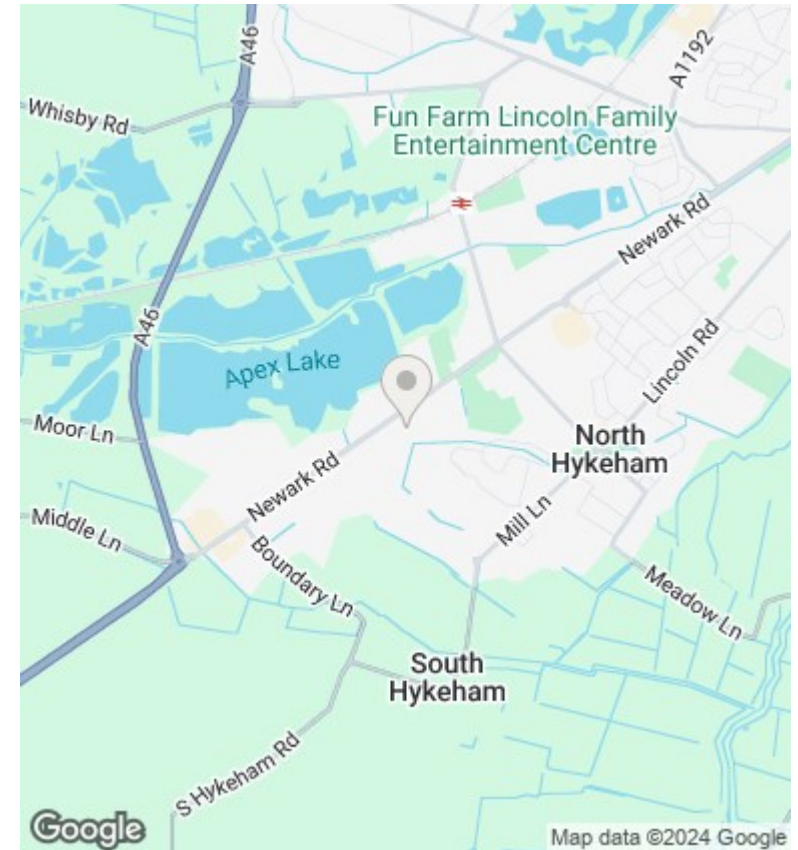 A46
A1192
Whisby Rd
Fun Farm Lincoln Family
Entertainment Centre
Newark Rd
A46
Apex Lake
Lincoln Rd
Moor Ln
North
Hykeham
Newark Rd
Middle Ln
Mill Ln
Boundary Ln
Meadow Ln
South
Hykeham
S Hykeham Rd
Google
Map data ©2024 Google